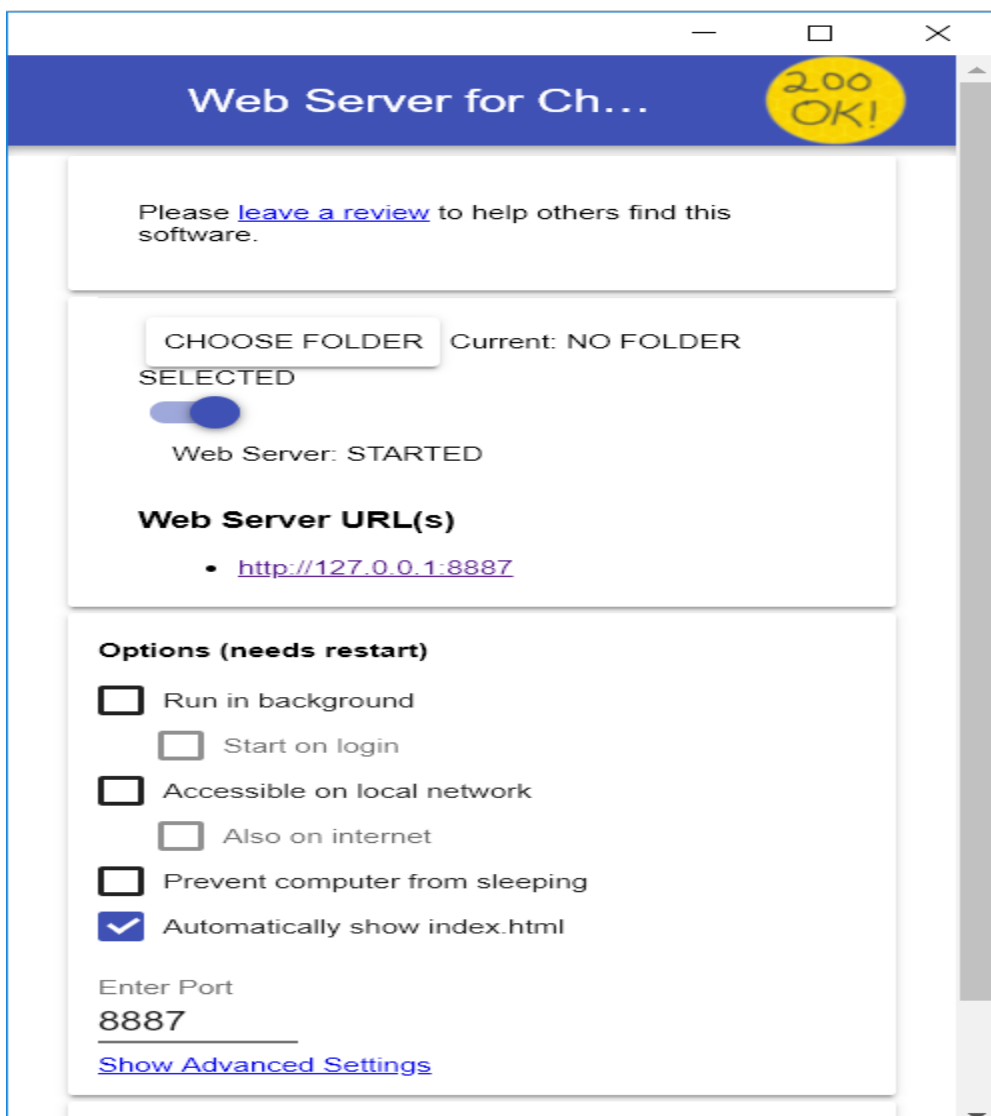 Web Server for Ch...
200
OK!
Please leave a review to help others find this
software.
CHOOSE FOLDER Current: NO FOLDER
SELECTED
Web Server: STARTED
Web Server URL(s)
• http://127.0.0.1:8887
Options (needs restart)
Run in background
Start on login
Accessible on local network
Also on internet
Prevent computer from sleeping
Automatically show index.html
Enter Port
8887
Show Advanced Settings